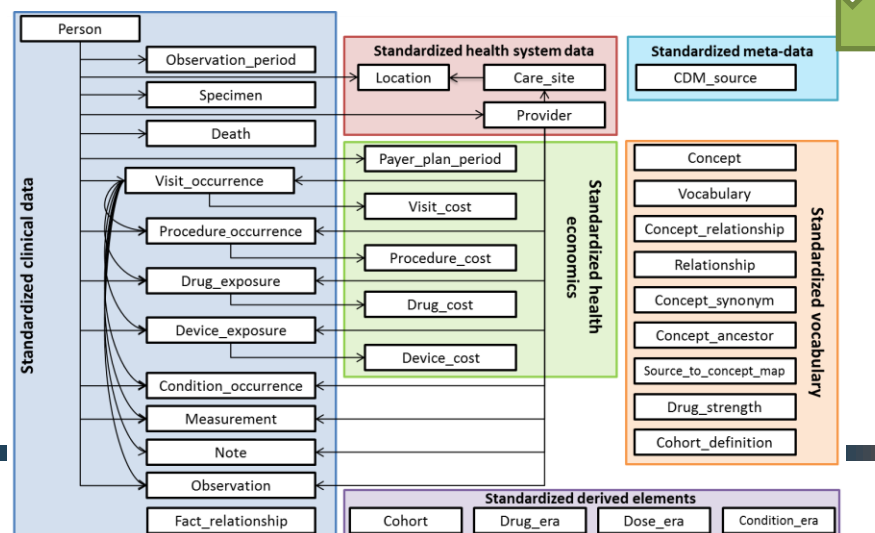 Person
Observation_period
Specimen
Death
Visit_occurrence
Procedure_occurrence
Drug_exposure
Device_exposure
Condition_occurrence
Measurement
Note
Observation
Fact_relationship
Standardized clinical data
Standardized health system data
Location
Care_site
Provider
Payer_plan_period
Visit_cost
Procedure_cost
Drug_cost
Device_cost
Standardized health
economics
Standardized meta-data
CDM_source
Concept
Vocabulary
Concept_relationship
Relationship
Concept_synonym
Concept_ancestor
Source_to_concept_map
Drug_strength
Cohort_definition
Standardized vocabulary
Standardized derived elements
Cohort
Drug_era
Dose_era
Condition_era